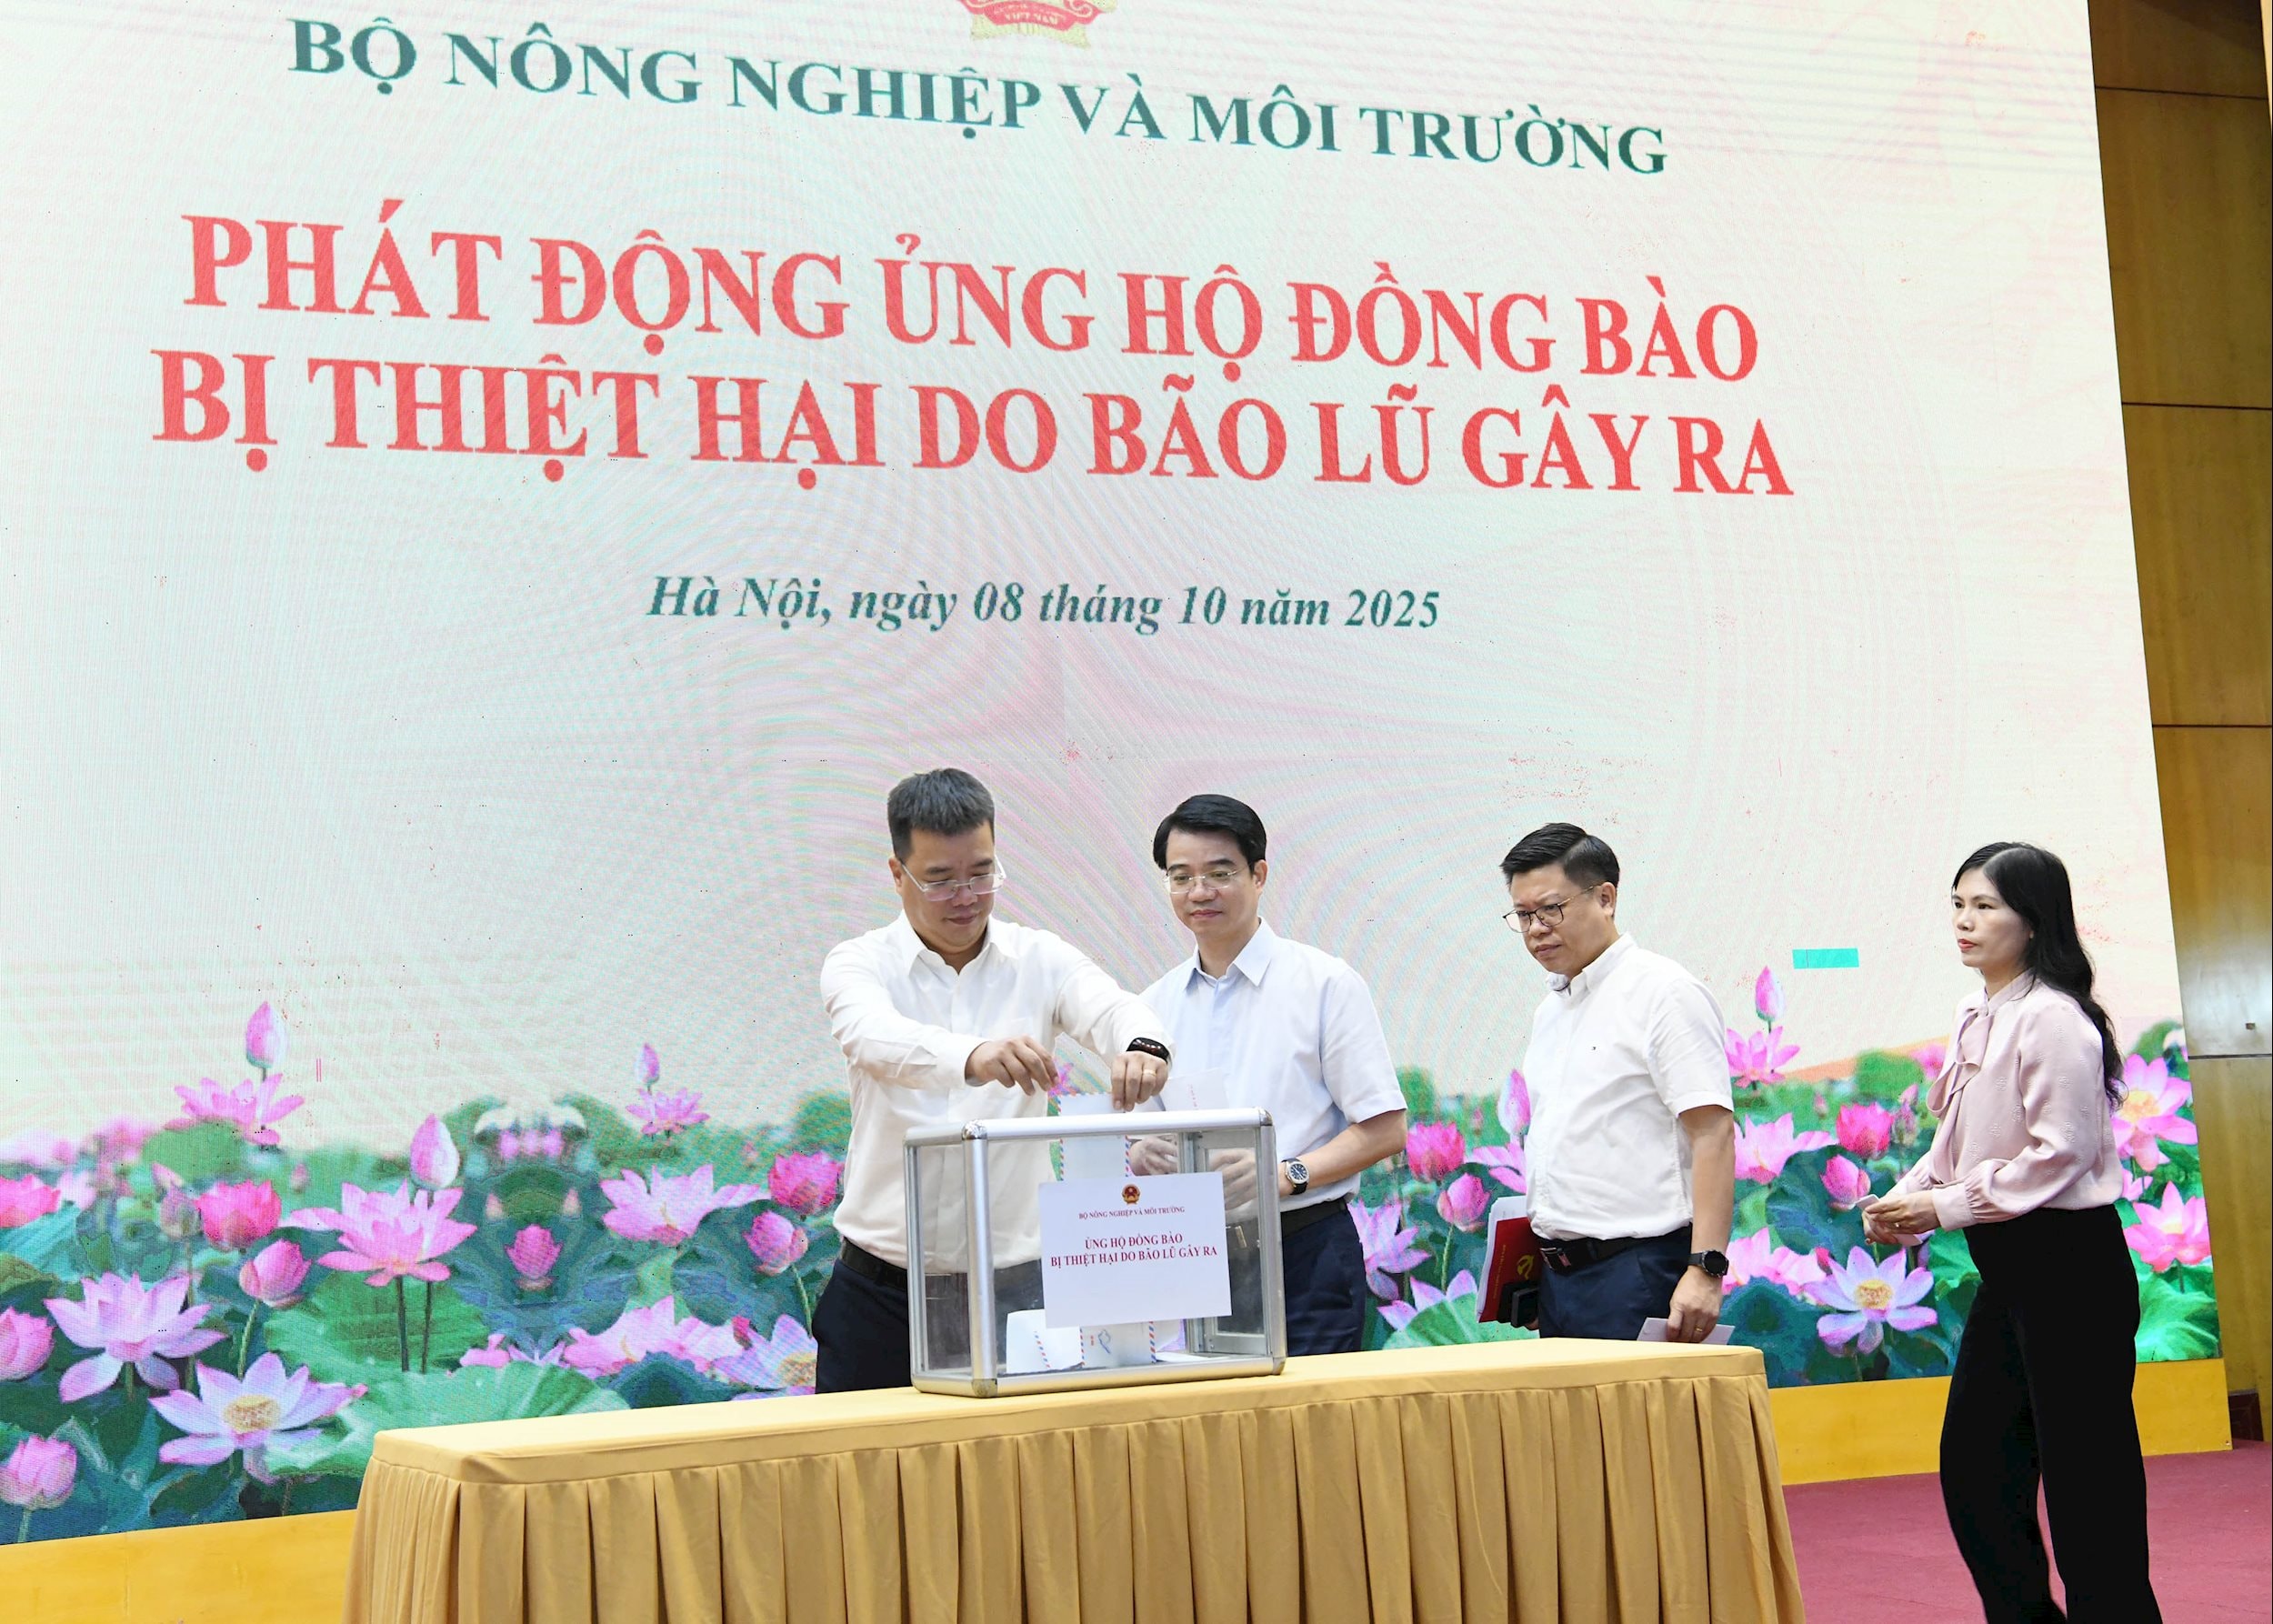 VIỆT NAM
BỘ NÔNG NGHIỆP VÀ MÔI TRƯỜNG
PHÁT ĐỘNG ỦNG HỘ ĐỒNG BÀO
BỊ THIỆT HẠI DO BÃO LŨ GÂY RA
Hà Nội, ngày 08 tháng 10 năm 2025
BỘ NÔNG NGHIỆP VÀ MÔI TRƯỜNG
ỦNG HỘ ĐỒNG BÀO
BỊ THIỆT HẠI DO BÃO LŨ GÂY RA